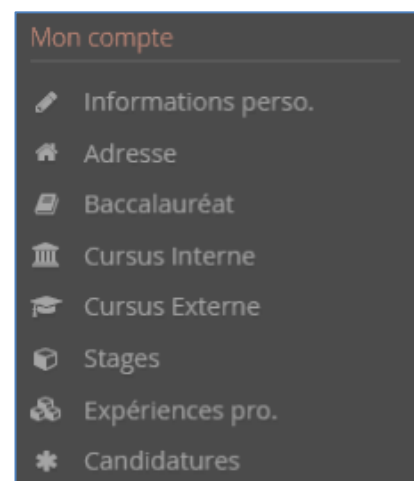 Mon compte
Informations perso.
Adresse
Baccalauréat
Cursus Interne
Cursus Externe
Stages
Expériences pro.
Candidatures